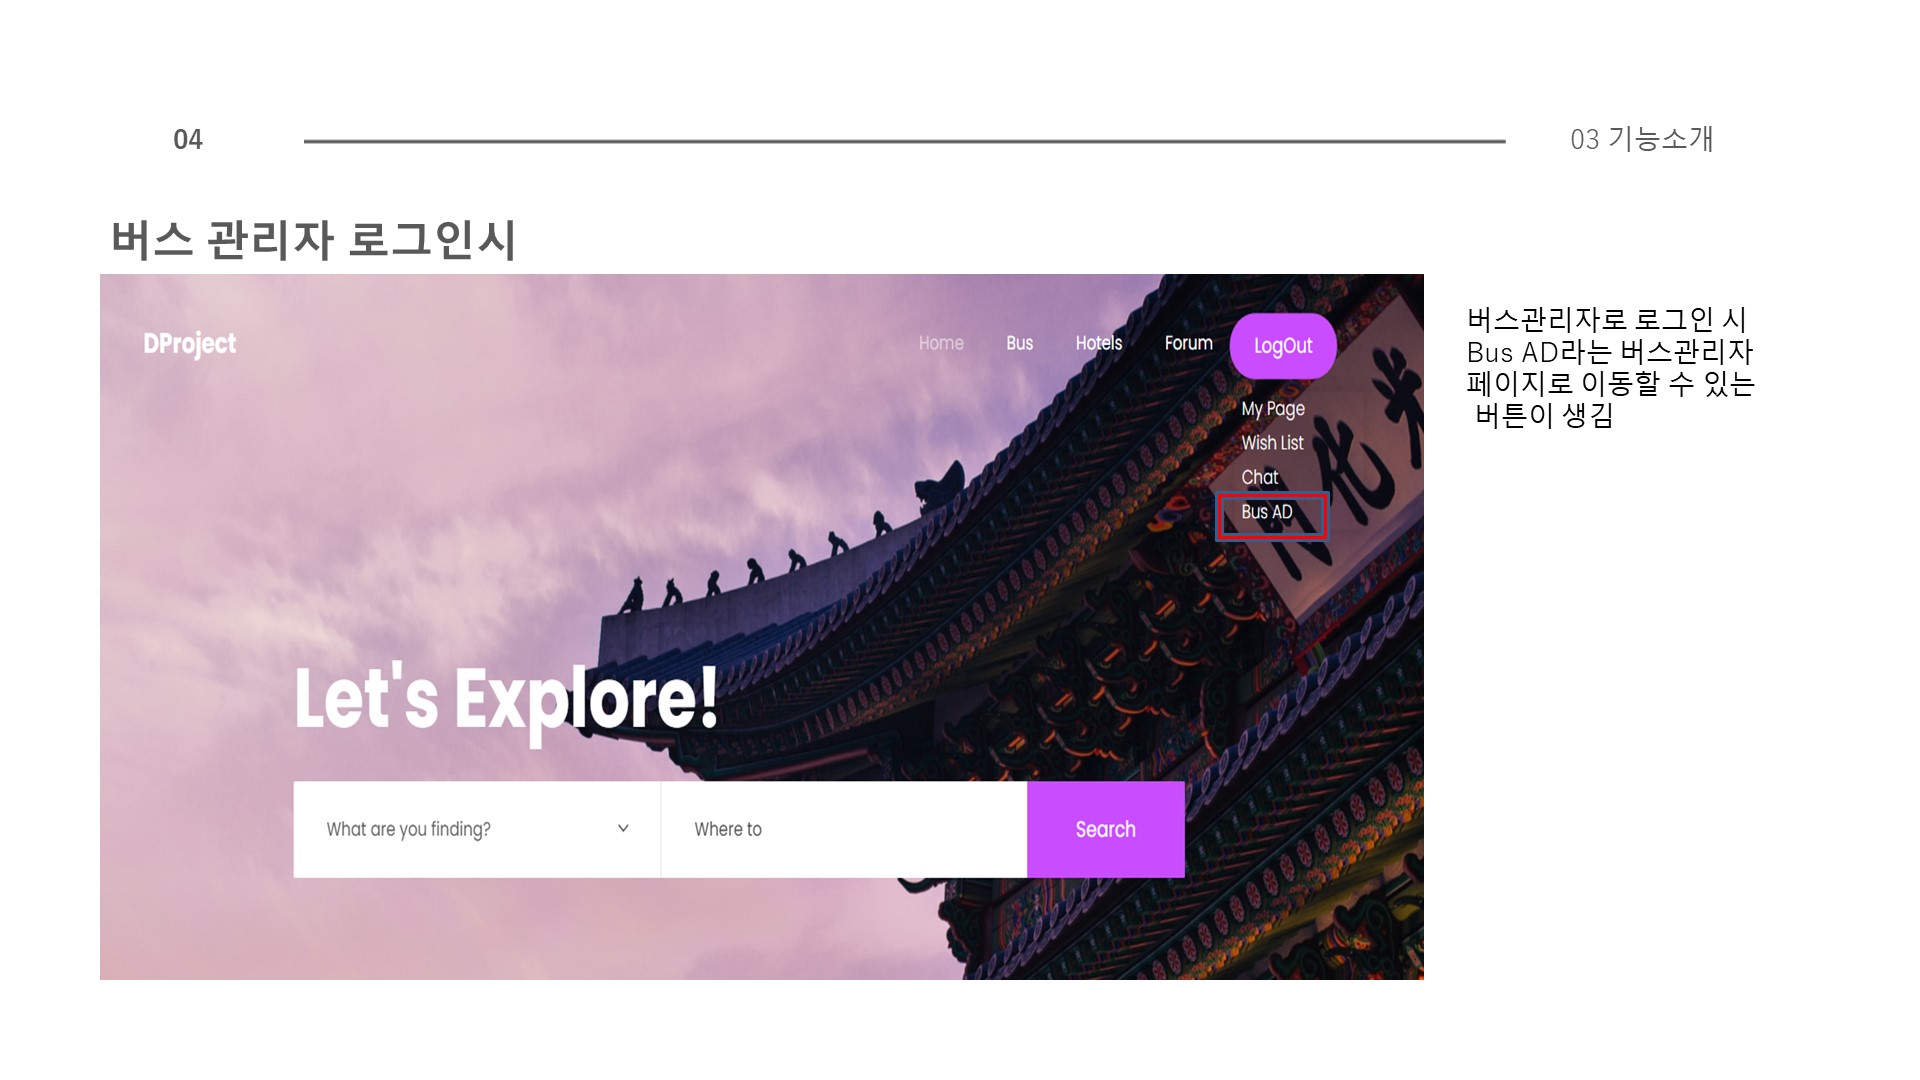 04
03 기능소개
버스 관리자 로그인시
DProject
Home
Bus
Hotels
Forum
LogOut
My Page
Wish List
Chat
Bus AD
化
Let's Explore!
What are you finding?
Where to
Search
버스관리자로 로그인 시
Bus AD라는 버스관리자
페이지로 이동할 수 있는
버튼이 생김